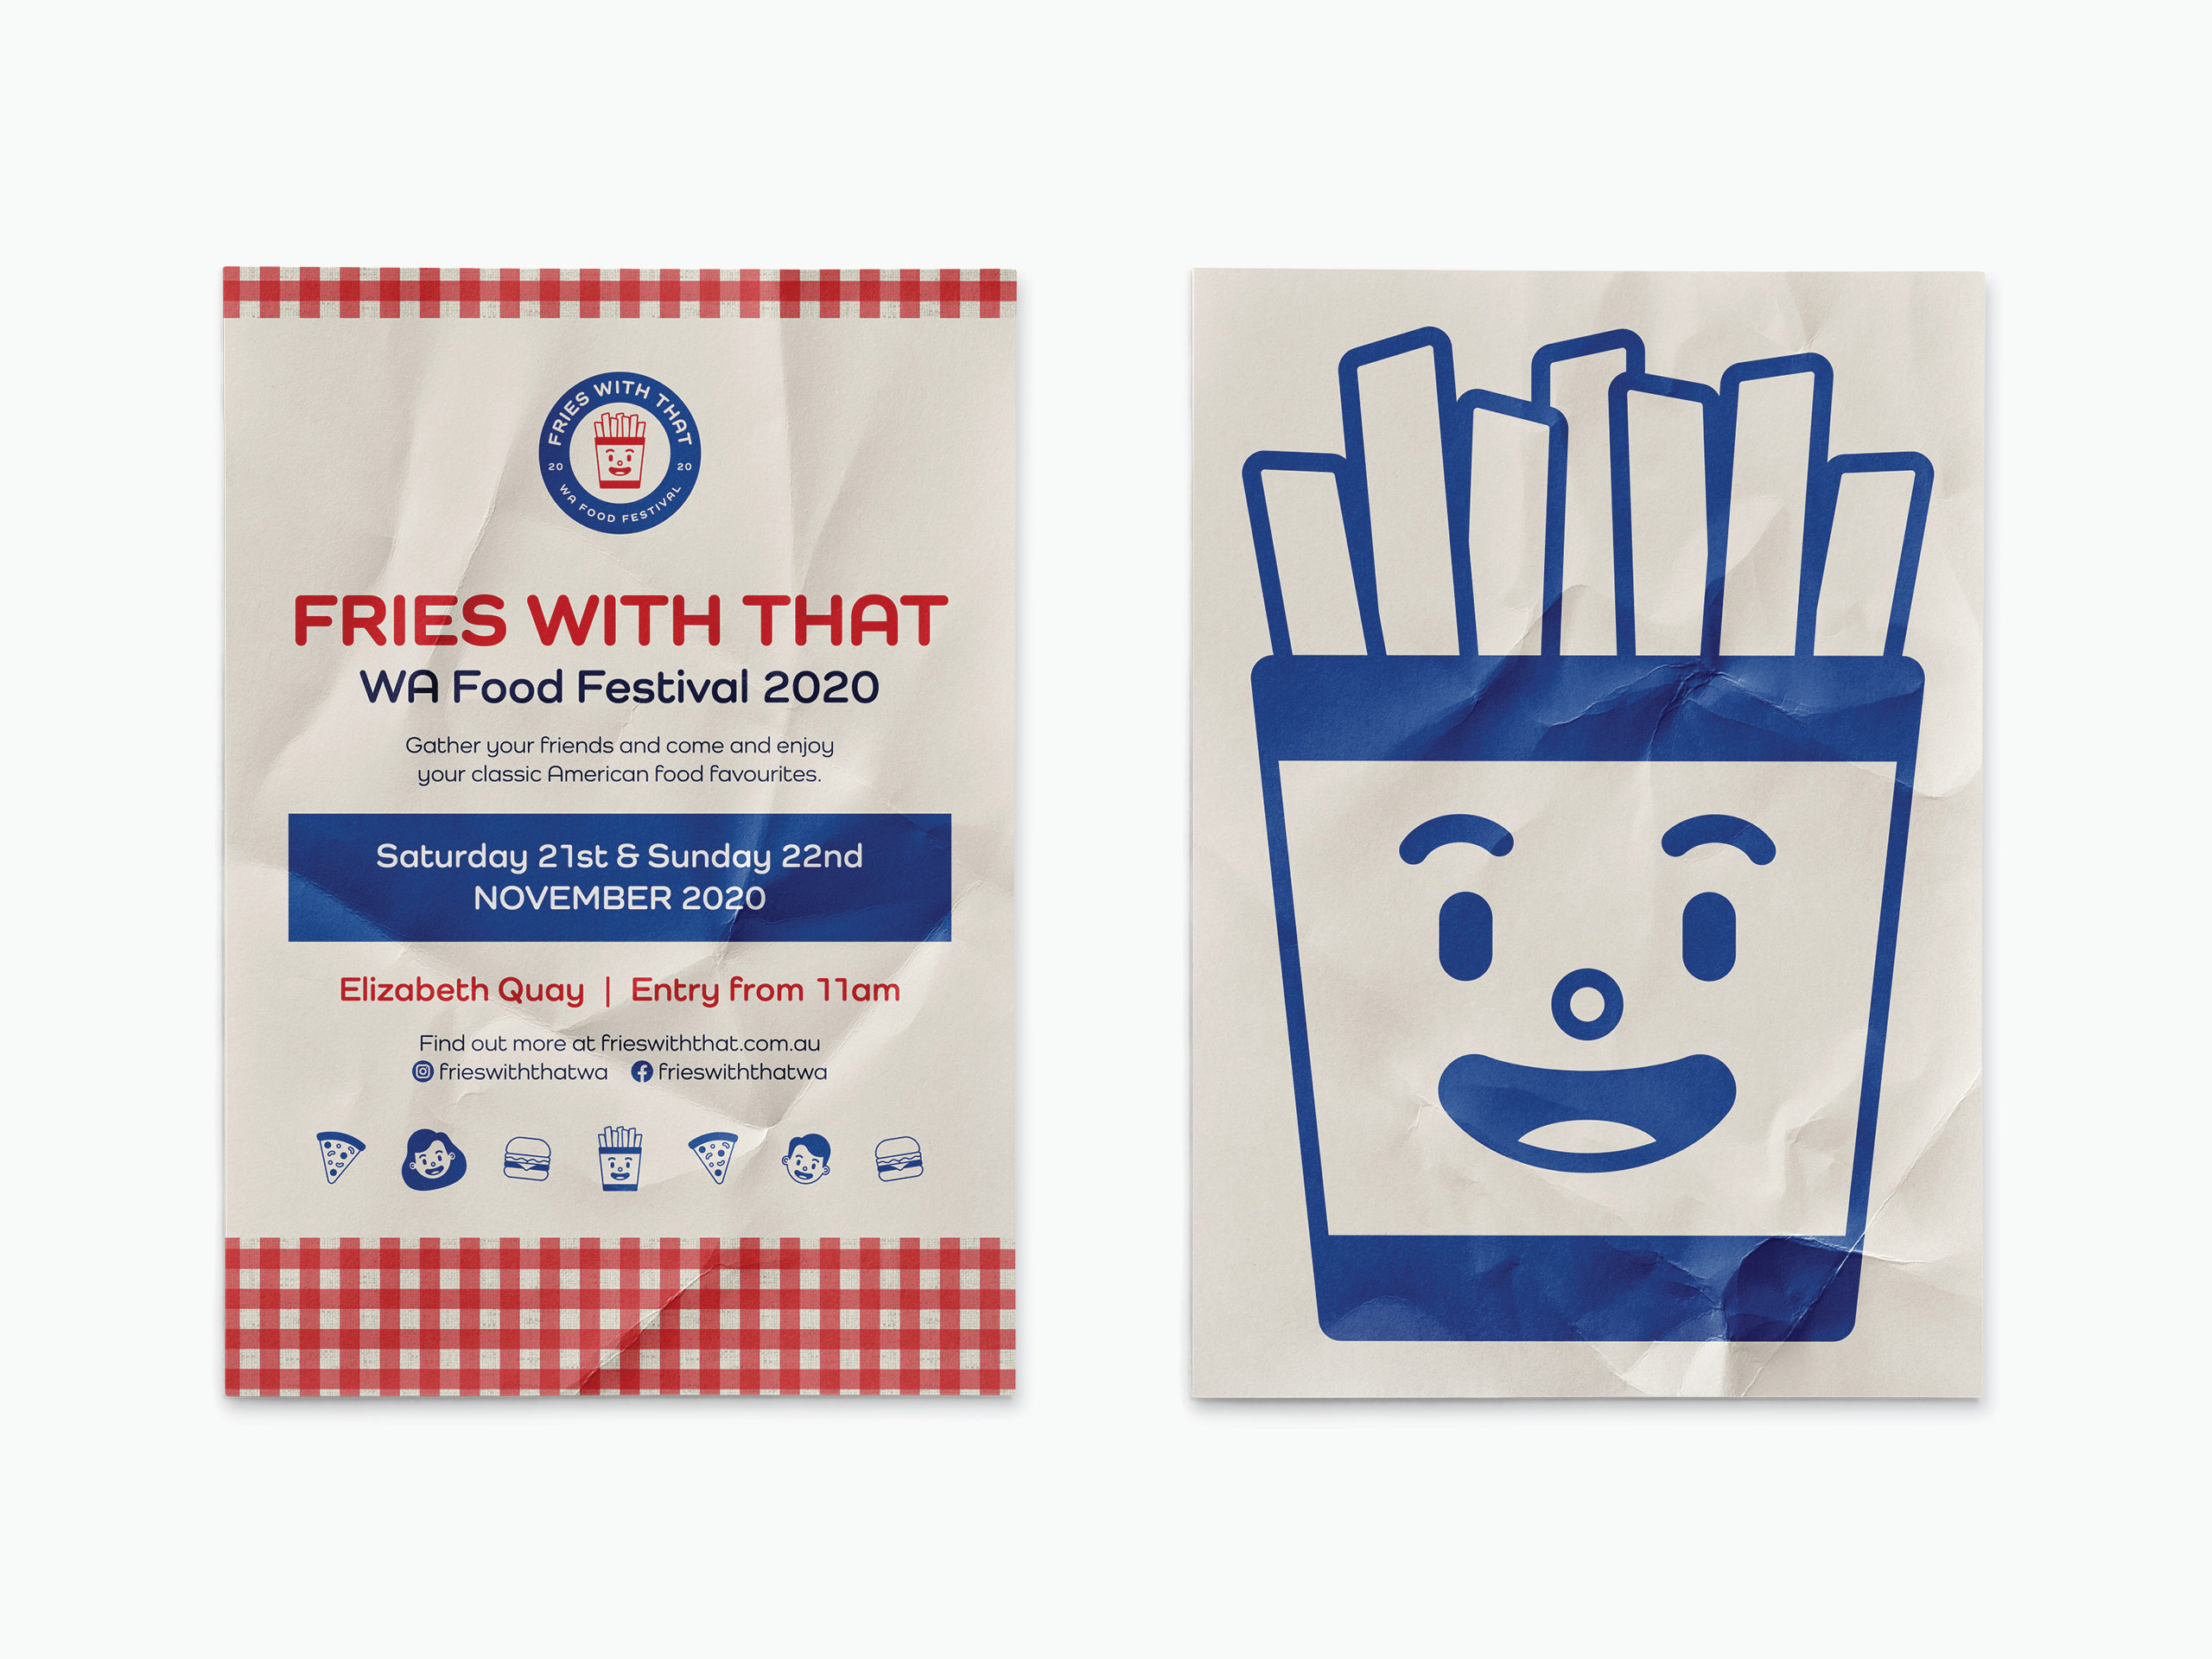 FRIES WITH THAT
20 20
WA FOOD FESTIVAL
FRIES WITH THAT
WA Food Festival 2020
Gather your friends and come and enjoy
your classic American food favourites.
Saturday 21st & Sunday 22nd
NOVEMBER 2020
Elizabeth Quay | Entry from 11am
Find out more at frieswiththat.com.au
frieswiththatwa frieswiththatwa